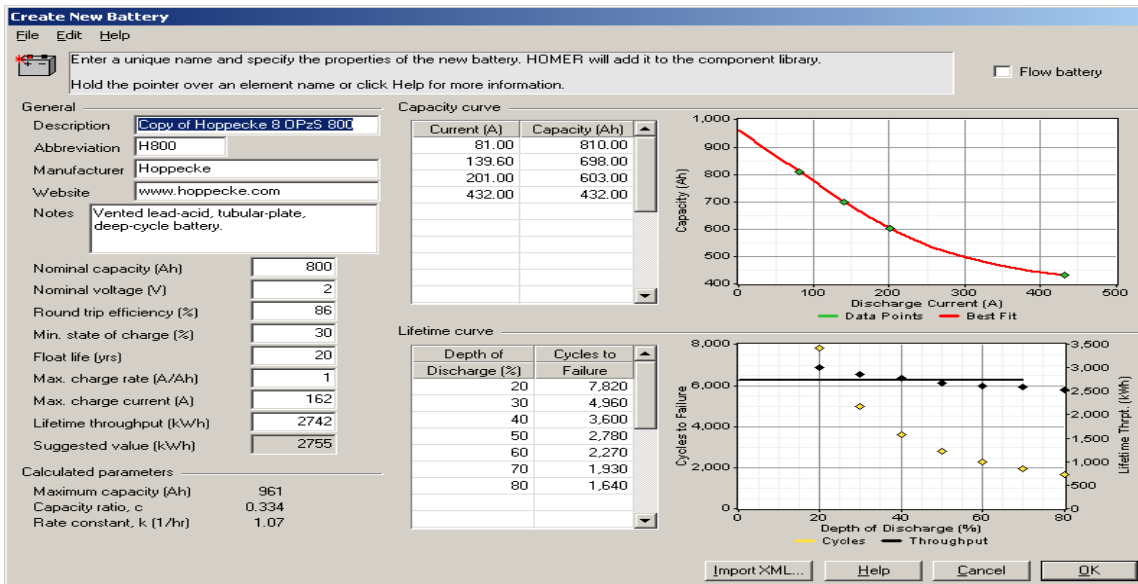 Create New Battery
File Edit Help
Enter a unique name and specify the properties of the new battery. HOMER will add it to the component library.
Hold the pointer over an element name or click Help for more information.
Flow battery
General
Description Copy of Hoppecke 8 OPzS 800
Abbreviation H800
Manufacturer Hoppecke
Website www.hoppecke.com
Notes Vented lead-acid, tubular-plate,
deep-cycle battery.
Nominal capacity (Ah) 800
Nominal voltage (V) 2
Round trip efficiency (%) 86
Min. state of charge (%) 30
Float life (yrs) 20
Max. charge rate (A/Ah) 1
Max. charge current (A) 162
Lifetime throughput (kWh) 2742
Suggested value (kWh) 2755
Calculated parameters
Maximum capacity (Ah) 961
Capacity ratio, c 0.334
Rate constant, k (1/hr) 1.07
Capacity curve
Current (A) Capacity (Ah)
81.00 810.00
139.60 698.00
201.00 603.00
432.00 432.00
1,000
900
800
700
600
500
400
Capacity (Ah)
0 100 200 300 400 500
Discharge Current (A)
Data Points Best Fit
Lifetime curve
Depth of Cycles to
Discharge (%) Failure
20 7,820
30 4,960
40 3,600
50 2,780
60 2,270
70 1,930
80 1,640
8,000
6,000
4,000
2,000
0
Cycles to Failure
3,500
3,000
2,500
2,000
1,500
1,000
500
0
Lifetime Thrpt. (kWh)
0 20 40 60 80
Depth of Discharge (%)
Cycles Throughput
Import XML... Help Cancel OK